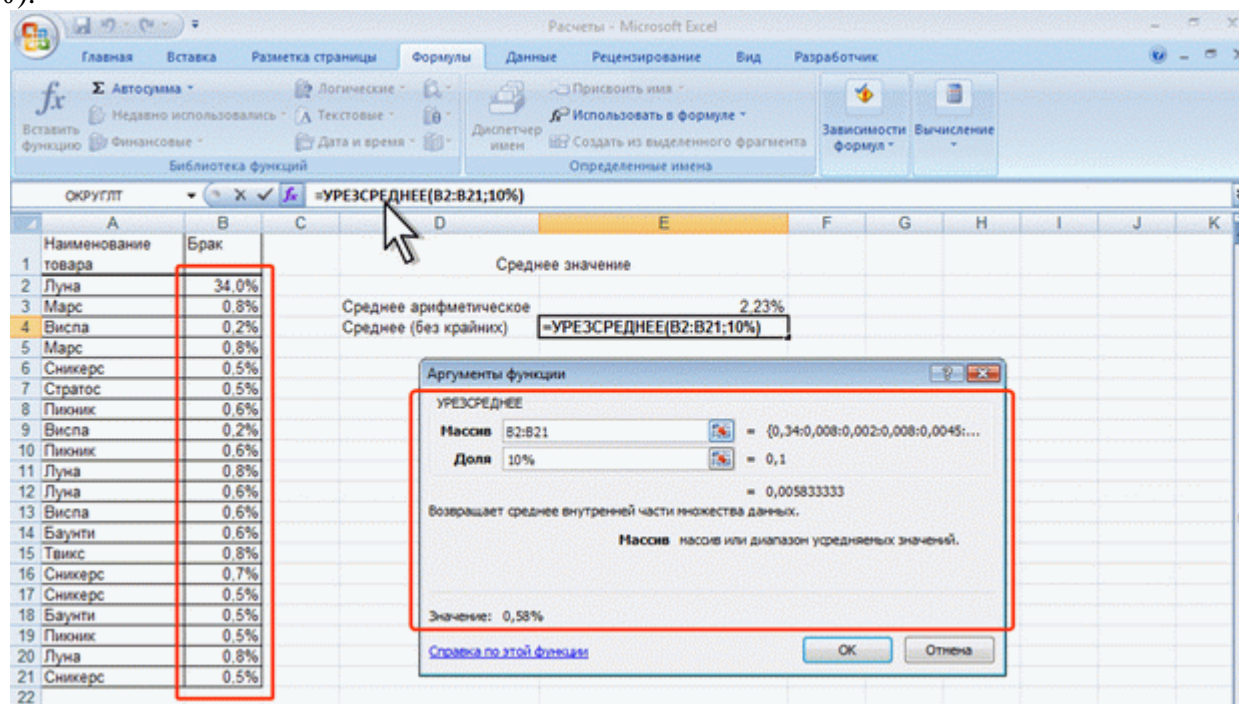 0).
Расчеты - Microsoft Excel
Главная Вставка Разметка страницы Формулы Данные Рецензирование Вид Разработчик
fx Σ Автосумма Логические Присвоить имя
Вставить функцию Недавно использовались Текстовые Диспетчер имен Использовать в формуле Зависимости формул Вычисление
Финансовые Дата и время Создать из выделенного фрагмента
Библиотека функций Определенные имена
ОКРУГЛТ fx =УРЕЗСРЕДНЕЕ(B2:B21;10%)
A B C D E F G H I J K
1 Наименование товара Брак Среднее значение
2 Луна 34,0%
3 Марс 0,8% Среднее арифметическое 2,23%
4 Виспа 0,2% Среднее (без крайних) =УРЕЗСРЕДНЕЕ(B2:B21;10%)
5 Марс 0,8%
6 Сникерс 0,5%
7 Стратос 0,5%
8 Пикник 0,6%
9 Виспа 0,2%
10 Пикник 0,6%
11 Луна 0,8%
12 Луна 0,6%
13 Виспа 0,6%
14 Баунти 0,6%
15 Твикс 0,8%
16 Сникерс 0,7%
17 Сникерс 0,5%
18 Баунти 0,5%
19 Пикник 0,5%
20 Луна 0,8%
21 Сникерс 0,5%
22
Аргументы функции
УРЕЗСРЕДНЕЕ
Массив B2:B21 = {0,34:0,008:0,002:0,008:0,0045:...
Доля 10% = 0,1
= 0,005833333
Возвращает среднее внутренней части множества данных.
Массив массив или диапазон усредняемых значений.
Значение: 0,58%
Справка по этой функции ОК Отмена